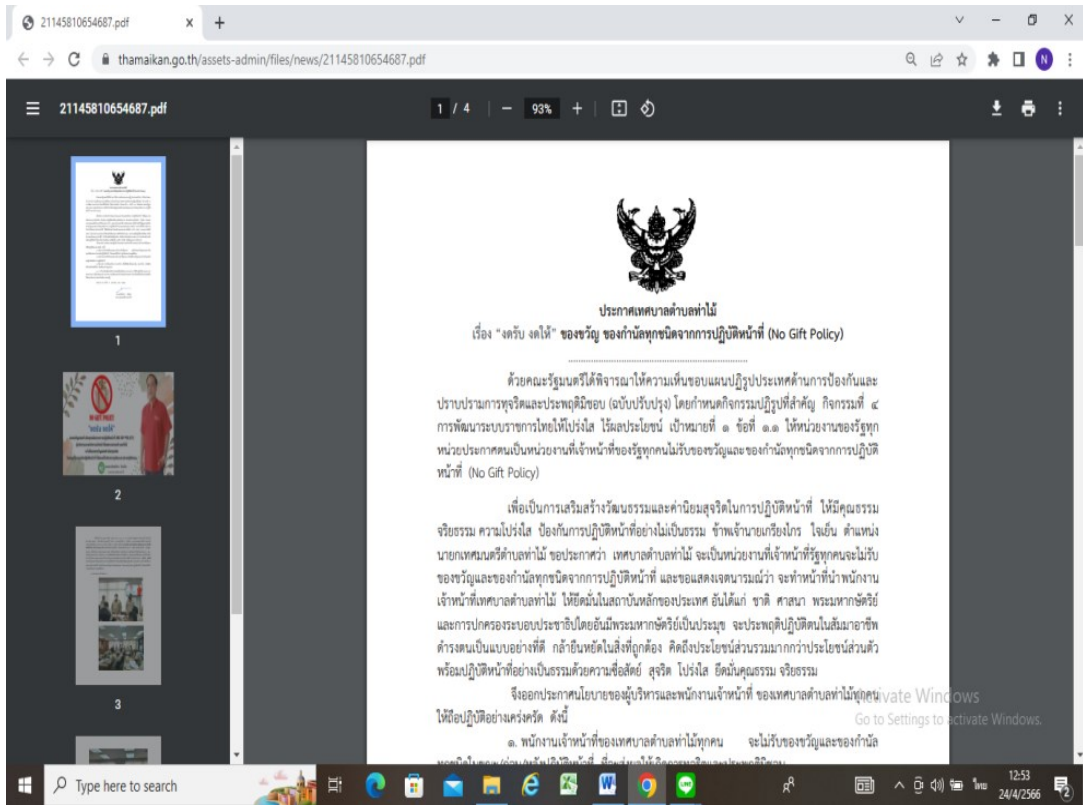 21145810654687.pdf
thamaikan.go.th/assets-admin/files/news/21145810654687.pdf
N
21145810654687.pdf
1 / 4
93%
1
2
3
ประกาศเทศบาลตำบลท่าไม้
เรื่อง “งดรับ งดให้” ของขวัญ ของกำนัลทุกชนิดจากการปฏิบัติหน้าที่ (No Gift Policy)
ด้วยคณะรัฐมนตรีได้พิจารณาให้ความเห็นชอบแผนปฏิรูปประเทศด้านการป้องกันและ
ปราบปรามการทุจริตและประพฤติมิชอบ (ฉบับปรับปรุง) โดยกำหนดกิจกรรมปฏิรูปที่สำคัญ กิจกรรมที่ ๔
การพัฒนาระบบราชการไทยให้โปร่งใส ไร้ผลประโยชน์ เป้าหมายที่ ๑ ข้อที่ ๑.๑ ให้หน่วยงานของรัฐทุก
หน่วยประกาศตนเป็นหน่วยงานที่เจ้าหน้าที่ของรัฐทุกคนไม่รับของขวัญและของกำนัลทุกชนิดจากการปฏิบัติ
หน้าที่ (No Gift Policy)
เพื่อเป็นการเสริมสร้างวัฒนธรรมและค่านิยมสุจริตในการปฏิบัติหน้าที่ ให้มีคุณธรรม
จริยธรรม ความโปร่งใส ป้องกันการปฏิบัติหน้าที่อย่างไม่เป็นธรรม ข้าพเจ้านายเกรียงไกร ใจเย็น ตำแหน่ง
นายกเทศมนตรีตำบลท่าไม้ ขอประกาศว่า เทศบาลตำบลท่าไม้ จะเป็นหน่วยงานที่เจ้าหน้าที่รัฐทุกคนจะไม่รับ
ของขวัญและของกำนัลทุกชนิดจากการปฏิบัติหน้าที่ และขอแสดงเจตนารมณ์ว่า จะทำหน้าที่นำพนักงาน
เจ้าหน้าที่เทศบาลตำบลท่าไม้ ให้ยึดมั่นในสถาบันหลักของประเทศ อันได้แก่ ชาติ ศาสนา พระมหากษัตริย์
และการปกครองระบอบประชาธิปไตยอันมีพระมหากษัตริย์เป็นประมุข จะประพฤติปฏิบัติตนในสัมมาอาชีพ
ดำรงตนเป็นแบบอย่างที่ดี กล้ายืนหยัดในสิ่งที่ถูกต้อง คิดถึงประโยชน์ส่วนรวมมากกว่าประโยชน์ส่วนตัว
พร้อมปฏิบัติหน้าที่อย่างเป็นธรรมด้วยความซื่อสัตย์ สุจริต โปร่งใส ยึดมั่นคุณธรรม จริยธรรม
จึงออกประกาศนโยบายของผู้บริหารและพนักงานเจ้าหน้าที่ ของเทศบาลตำบลท่าไม้ทุกคน
ให้ถือปฏิบัติอย่างเคร่งครัด ดังนี้
๑. พนักงานเจ้าหน้าที่ของเทศบาลตำบลท่าไม้ทุกคน จะไม่รับของขวัญและของกำนัล
Activate Windows
Go to Settings to activate Windows.
Type here to search
ไทย
12:53
24/4/2566
2